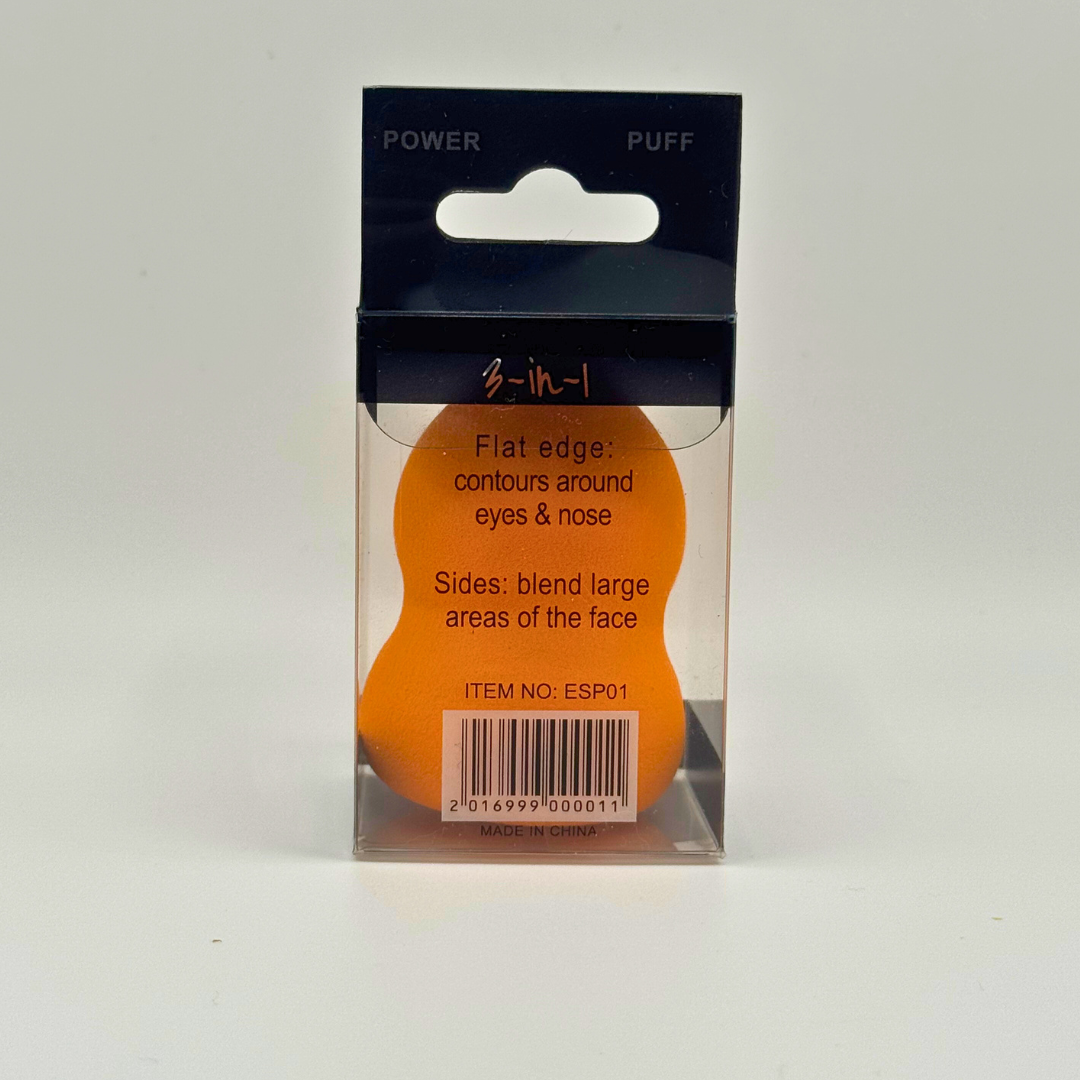 POWER PUFF
3-in-1
Flat edge:
contours around
eyes & nose
Sides: blend large
areas of the face
ITEM NO: ESP01
2 016999 000011
MADE IN CHINA